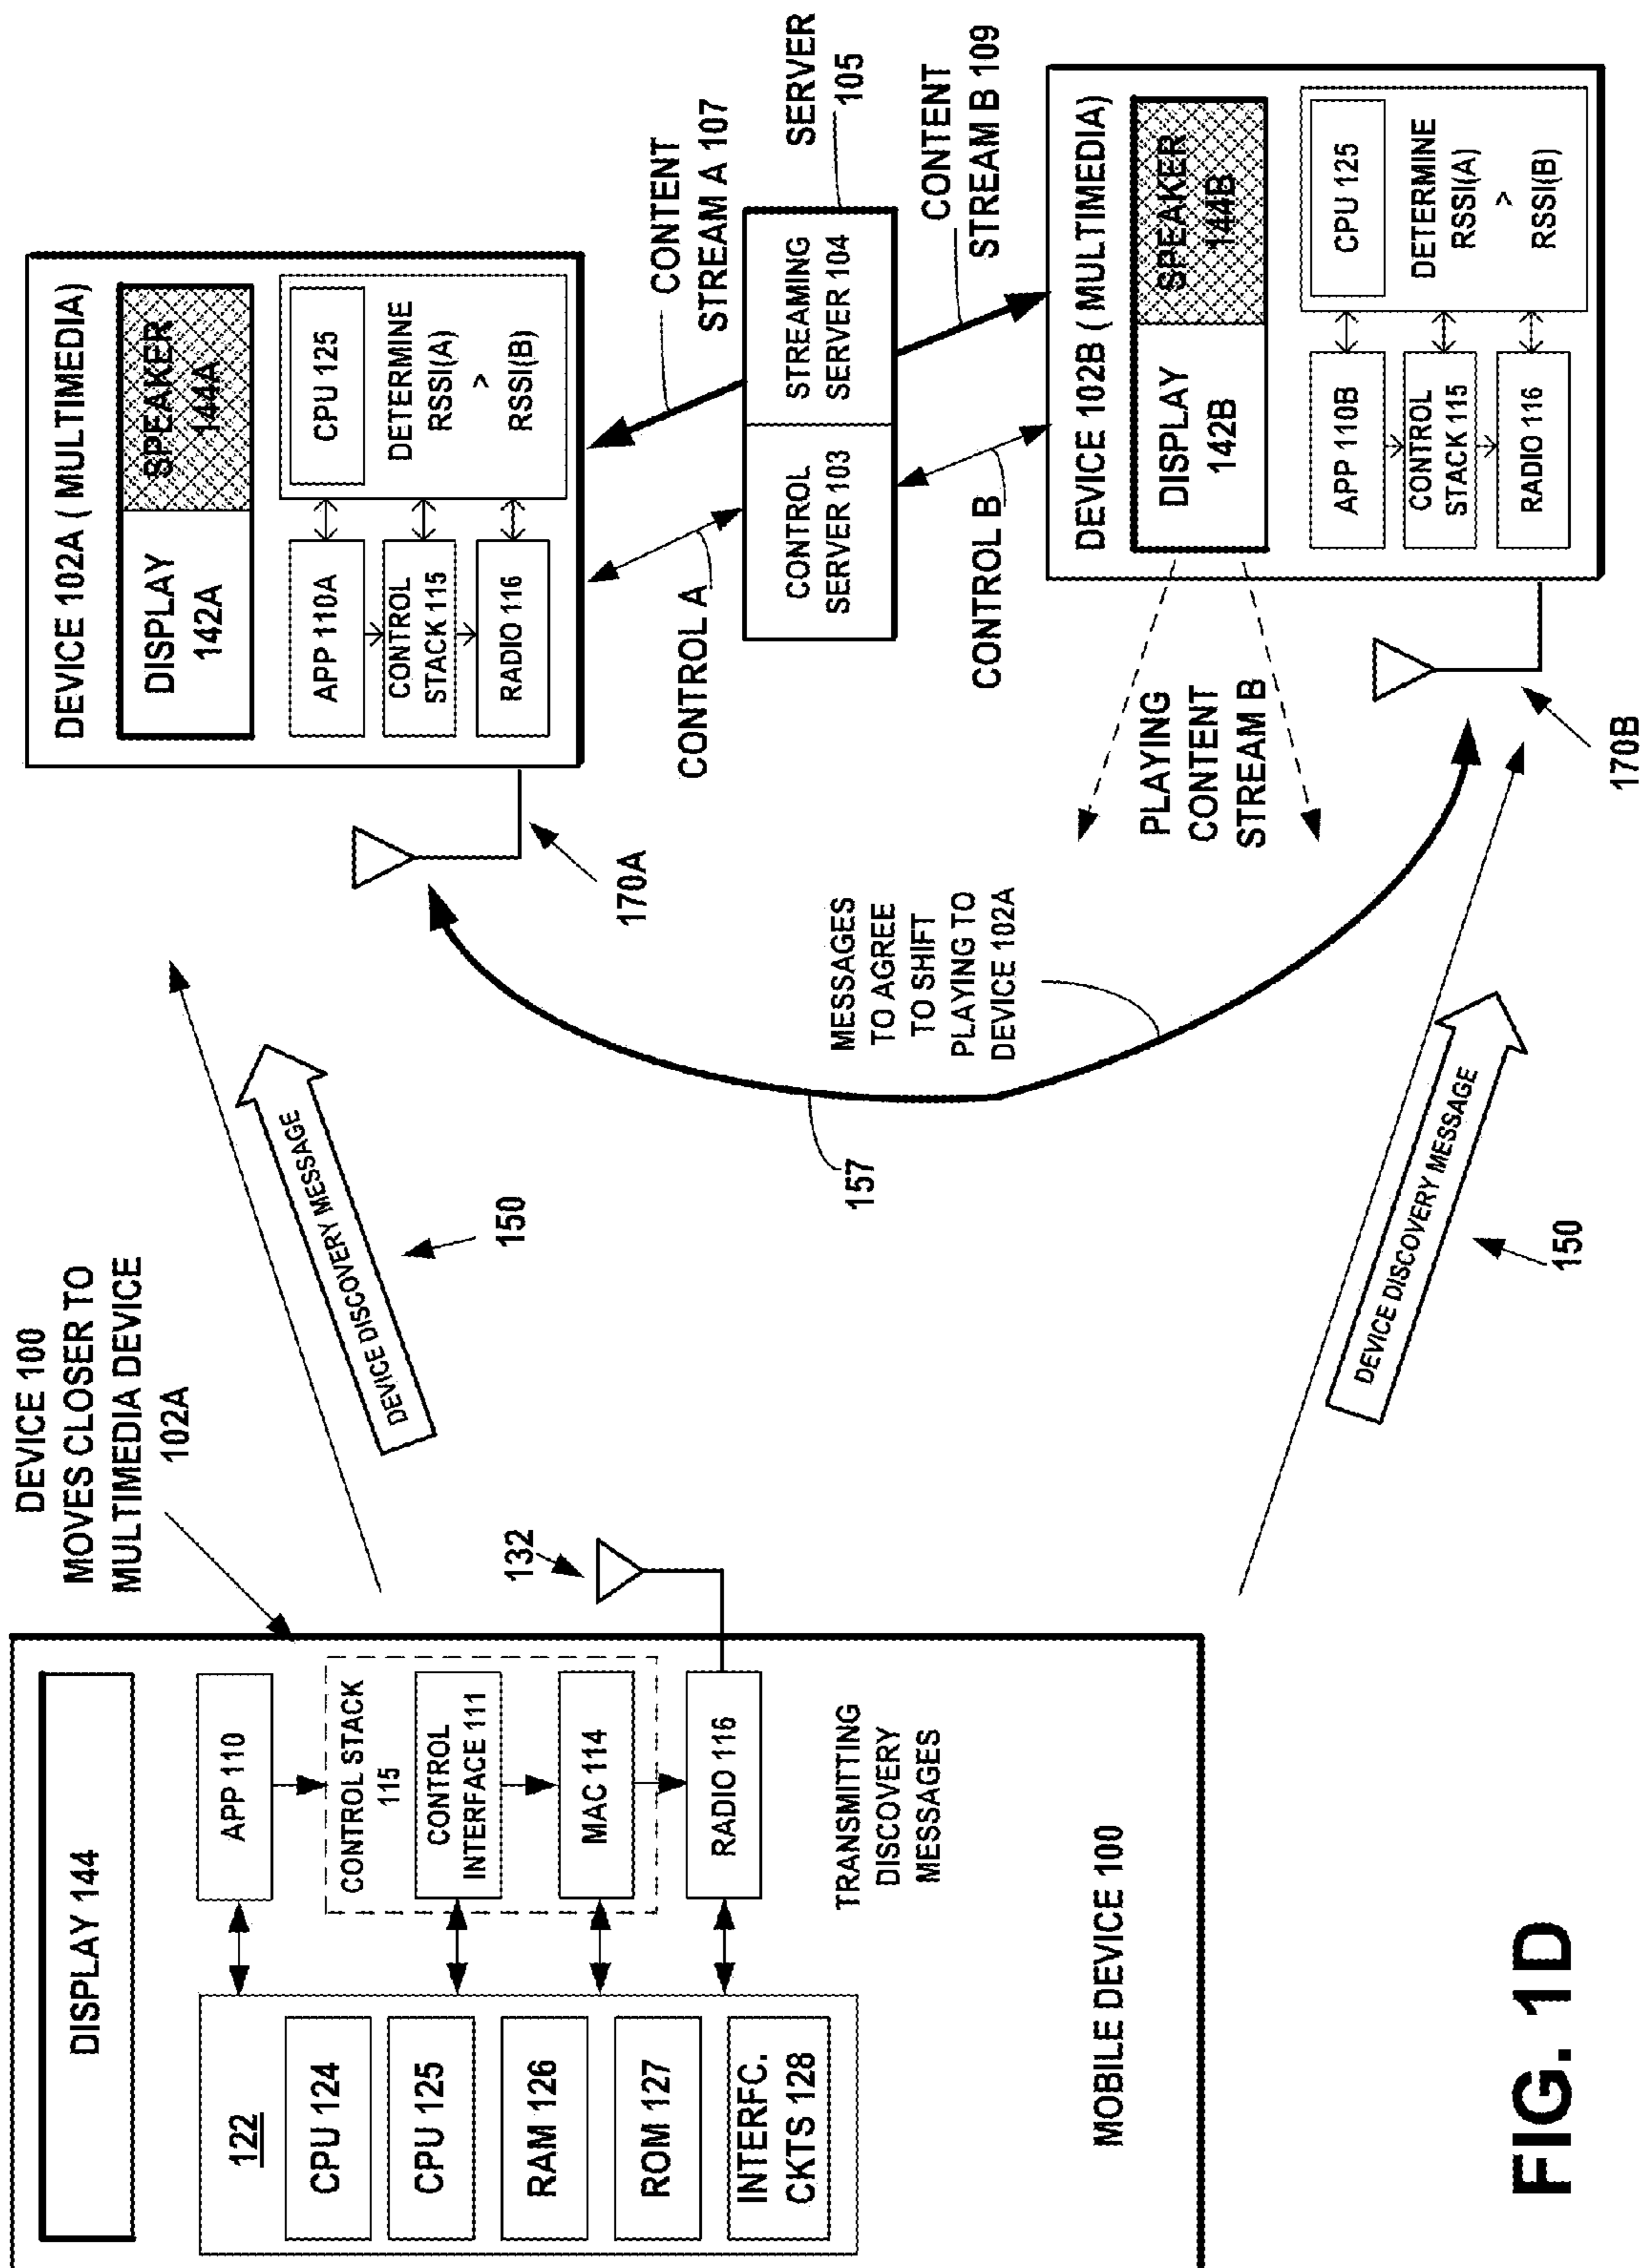 DISPLAY 144
122
CPU 124
CPU 125
RAM 126
ROM 127
INTERFC.
CKTS 128
APP 110
CONTROL STACK
115
CONTROL
INTERFACE 111
MAC 114
RADIO 116
TRANSMITTING
DISCOVERY
MESSAGES
MOBILE DEVICE 100
132
DEVICE 100
MOVES CLOSER TO
MULTIMEDIA DEVICE
102A
DEVICE DISCOVERY MESSAGE
150
DEVICE DISCOVERY MESSAGE
150
157
MESSAGES
TO AGREE
TO SHIFT
PLAYING TO
DEVICE 102A
170A
170B
PLAYING
CONTENT
STREAM B
DEVICE 102A ( MULTIMEDIA)
DISPLAY
142A
SPEAKER
144A
APP 110A
CONTROL
STACK 115
RADIO 116
CPU 125
DETERMINE
RSSI(A)
>
RSSI(B)
CONTROL A
CONTENT
STREAM A 107
CONTROL
SERVER 103
STREAMING
SERVER 104
SERVER
105
CONTROL B
CONTENT
STREAM B 109
DEVICE 102B ( MULTIMEDIA)
DISPLAY
142B
SPEAKER
144B
APP 110B
CONTROL
STACK 115
RADIO 116
CPU 125
DETERMINE
RSSI(A)
>
RSSI(B)
FIG. 1D